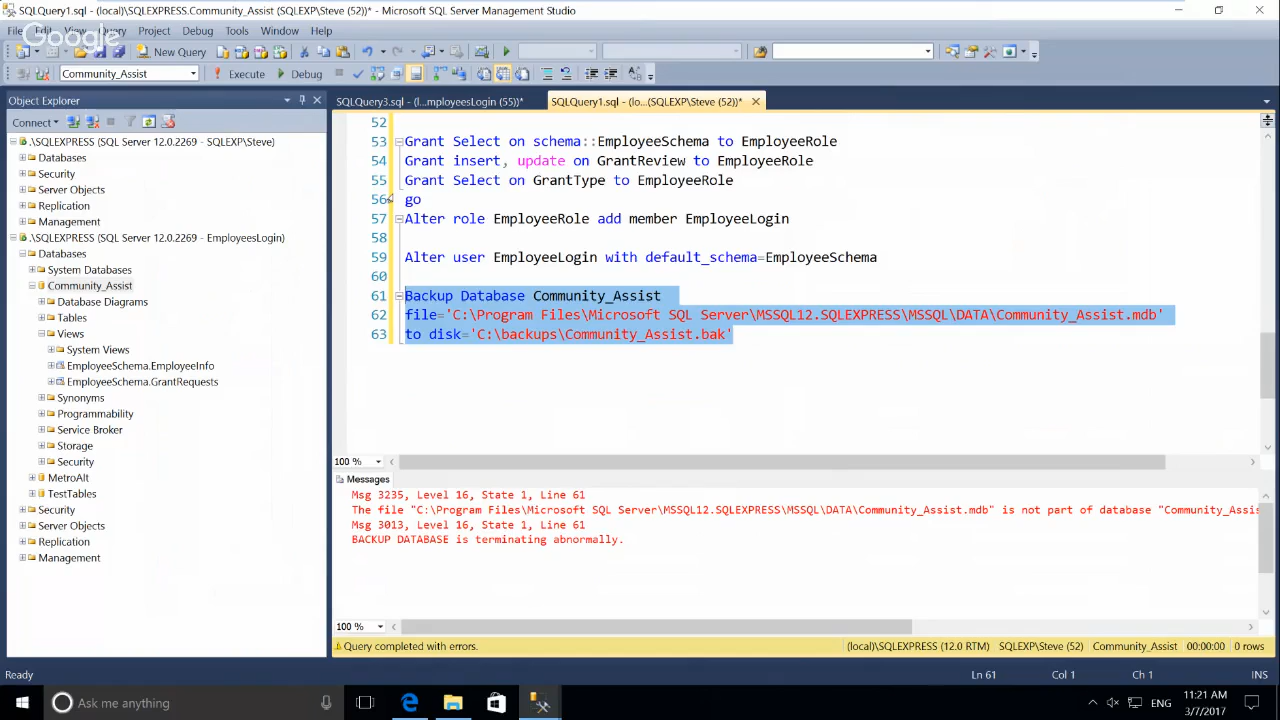 SQLQuery1.sql - (local)\SQLEXPRESS.Community_Assist (SQLEXP\Steve (52))* - Microsoft SQL Server Management Studio
File Edit View Query Project Debug Tools Window Help
Google
New Query
Community_Assist Execute Debug
Object Explorer
SQLQuery3.sql - (l...mployeesLogin (55))*
SQLQuery1.sql - (lo...(SQLEXP\Steve (52))*
Connect
.\SQLEXPRESS (SQL Server 12.0.2269 - SQLEXP\Steve)
Databases
Security
Server Objects
Replication
Management
.\SQLEXPRESS (SQL Server 12.0.2269 - EmployeesLogin)
Databases
System Databases
Community_Assist
Database Diagrams
Tables
Views
System Views
EmployeeSchema.EmployeeInfo
EmployeeSchema.GrantRequests
Synonyms
Programmability
Service Broker
Storage
Security
MetroAlt
TestTables
Security
Server Objects
Replication
Management
52
53 Grant Select on schema::EmployeeSchema to EmployeeRole
54 Grant insert, update on GrantReview to EmployeeRole
55 Grant Select on GrantType to EmployeeRole
56 go
57 Alter role EmployeeRole add member EmployeeLogin
58
59 Alter user EmployeeLogin with default_schema=EmployeeSchema
60
61 Backup Database Community_Assist
62 file='C:\Program Files\Microsoft SQL Server\MSSQL12.SQLEXPRESS\MSSQL\DATA\Community_Assist.mdb'
63 to disk='C:\backups\Community_Assist.bak'
100 %
Messages
Msg 3235, Level 16, State 1, Line 61
The file "C:\Program Files\Microsoft SQL Server\MSSQL12.SQLEXPRESS\MSSQL\DATA\Community_Assist.mdb" is not part of database "Community_Assis
Msg 3013, Level 16, State 1, Line 61
BACKUP DATABASE is terminating abnormally.
100 %
Query completed with errors. (local)\SQLEXPRESS (12.0 RTM) SQLEXP\Steve (52) Community_Assist 00:00:00 0 rows
Ready Ln 61 Col 1 Ch 1 INS
Ask me anything
ENG
11:21 AM
3/7/2017